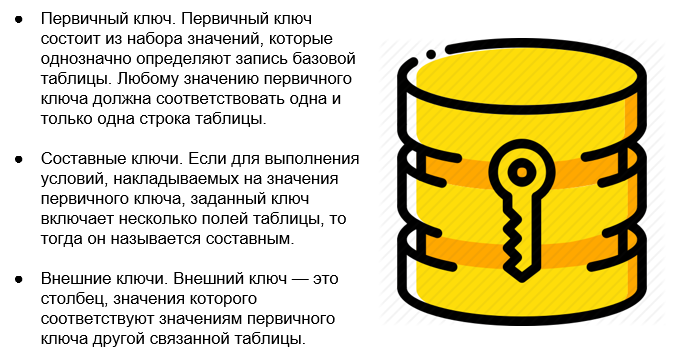 ● Первичный ключ. Первичный ключ
состоит из набора значений, которые
однозначно определяют запись базовой
таблицы. Любому значению первичного
ключа должна соответствовать одна и
только одна строка таблицы.
● Составные ключи. Если для выполнения
условий, накладываемых на значения
первичного ключа, заданный ключ
включает несколько полей таблицы, то
тогда он называется составным.
● Внешние ключи. Внешний ключ — это
столбец, значения которого
соответствуют значениям первичного
ключа другой связанной таблицы.